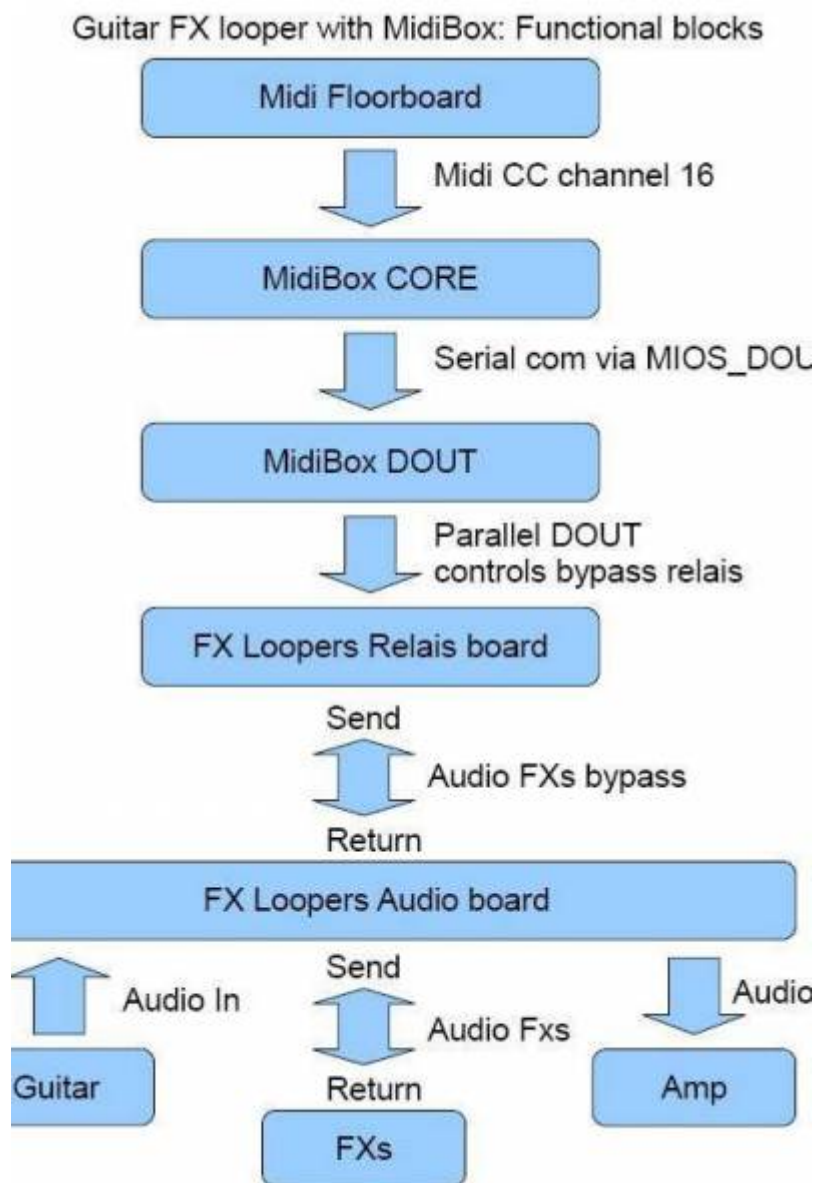 Guitar FX looper with MidiBox: Functional blocks
Midi Floorboard
Midi CC channel 16
MidiBox CORE
Serial com via MIOS_DOU
MidiBox DOUT
Parallel DOUT
controls bypass relais
FX Loopers Relais board
Send
Audio FXs bypass
Return
FX Loopers Audio board
Send
Audio In
Audio
Audio Fxs
Guitar
Return
Amp
FXs